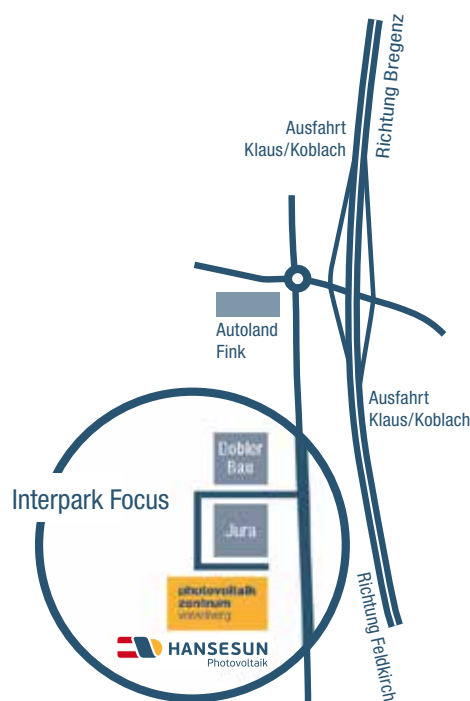 Richtung Bregenz
Ausfahrt
Klaus/Koblach
Autoland
Fink
Ausfahrt
Klaus/Koblach
Dobler
Bau
Interpark Focus
Jura
photovoltaik
zentrum
vorarlberg
HANSESUN
Photovoltaik
Richtung Feldkirch